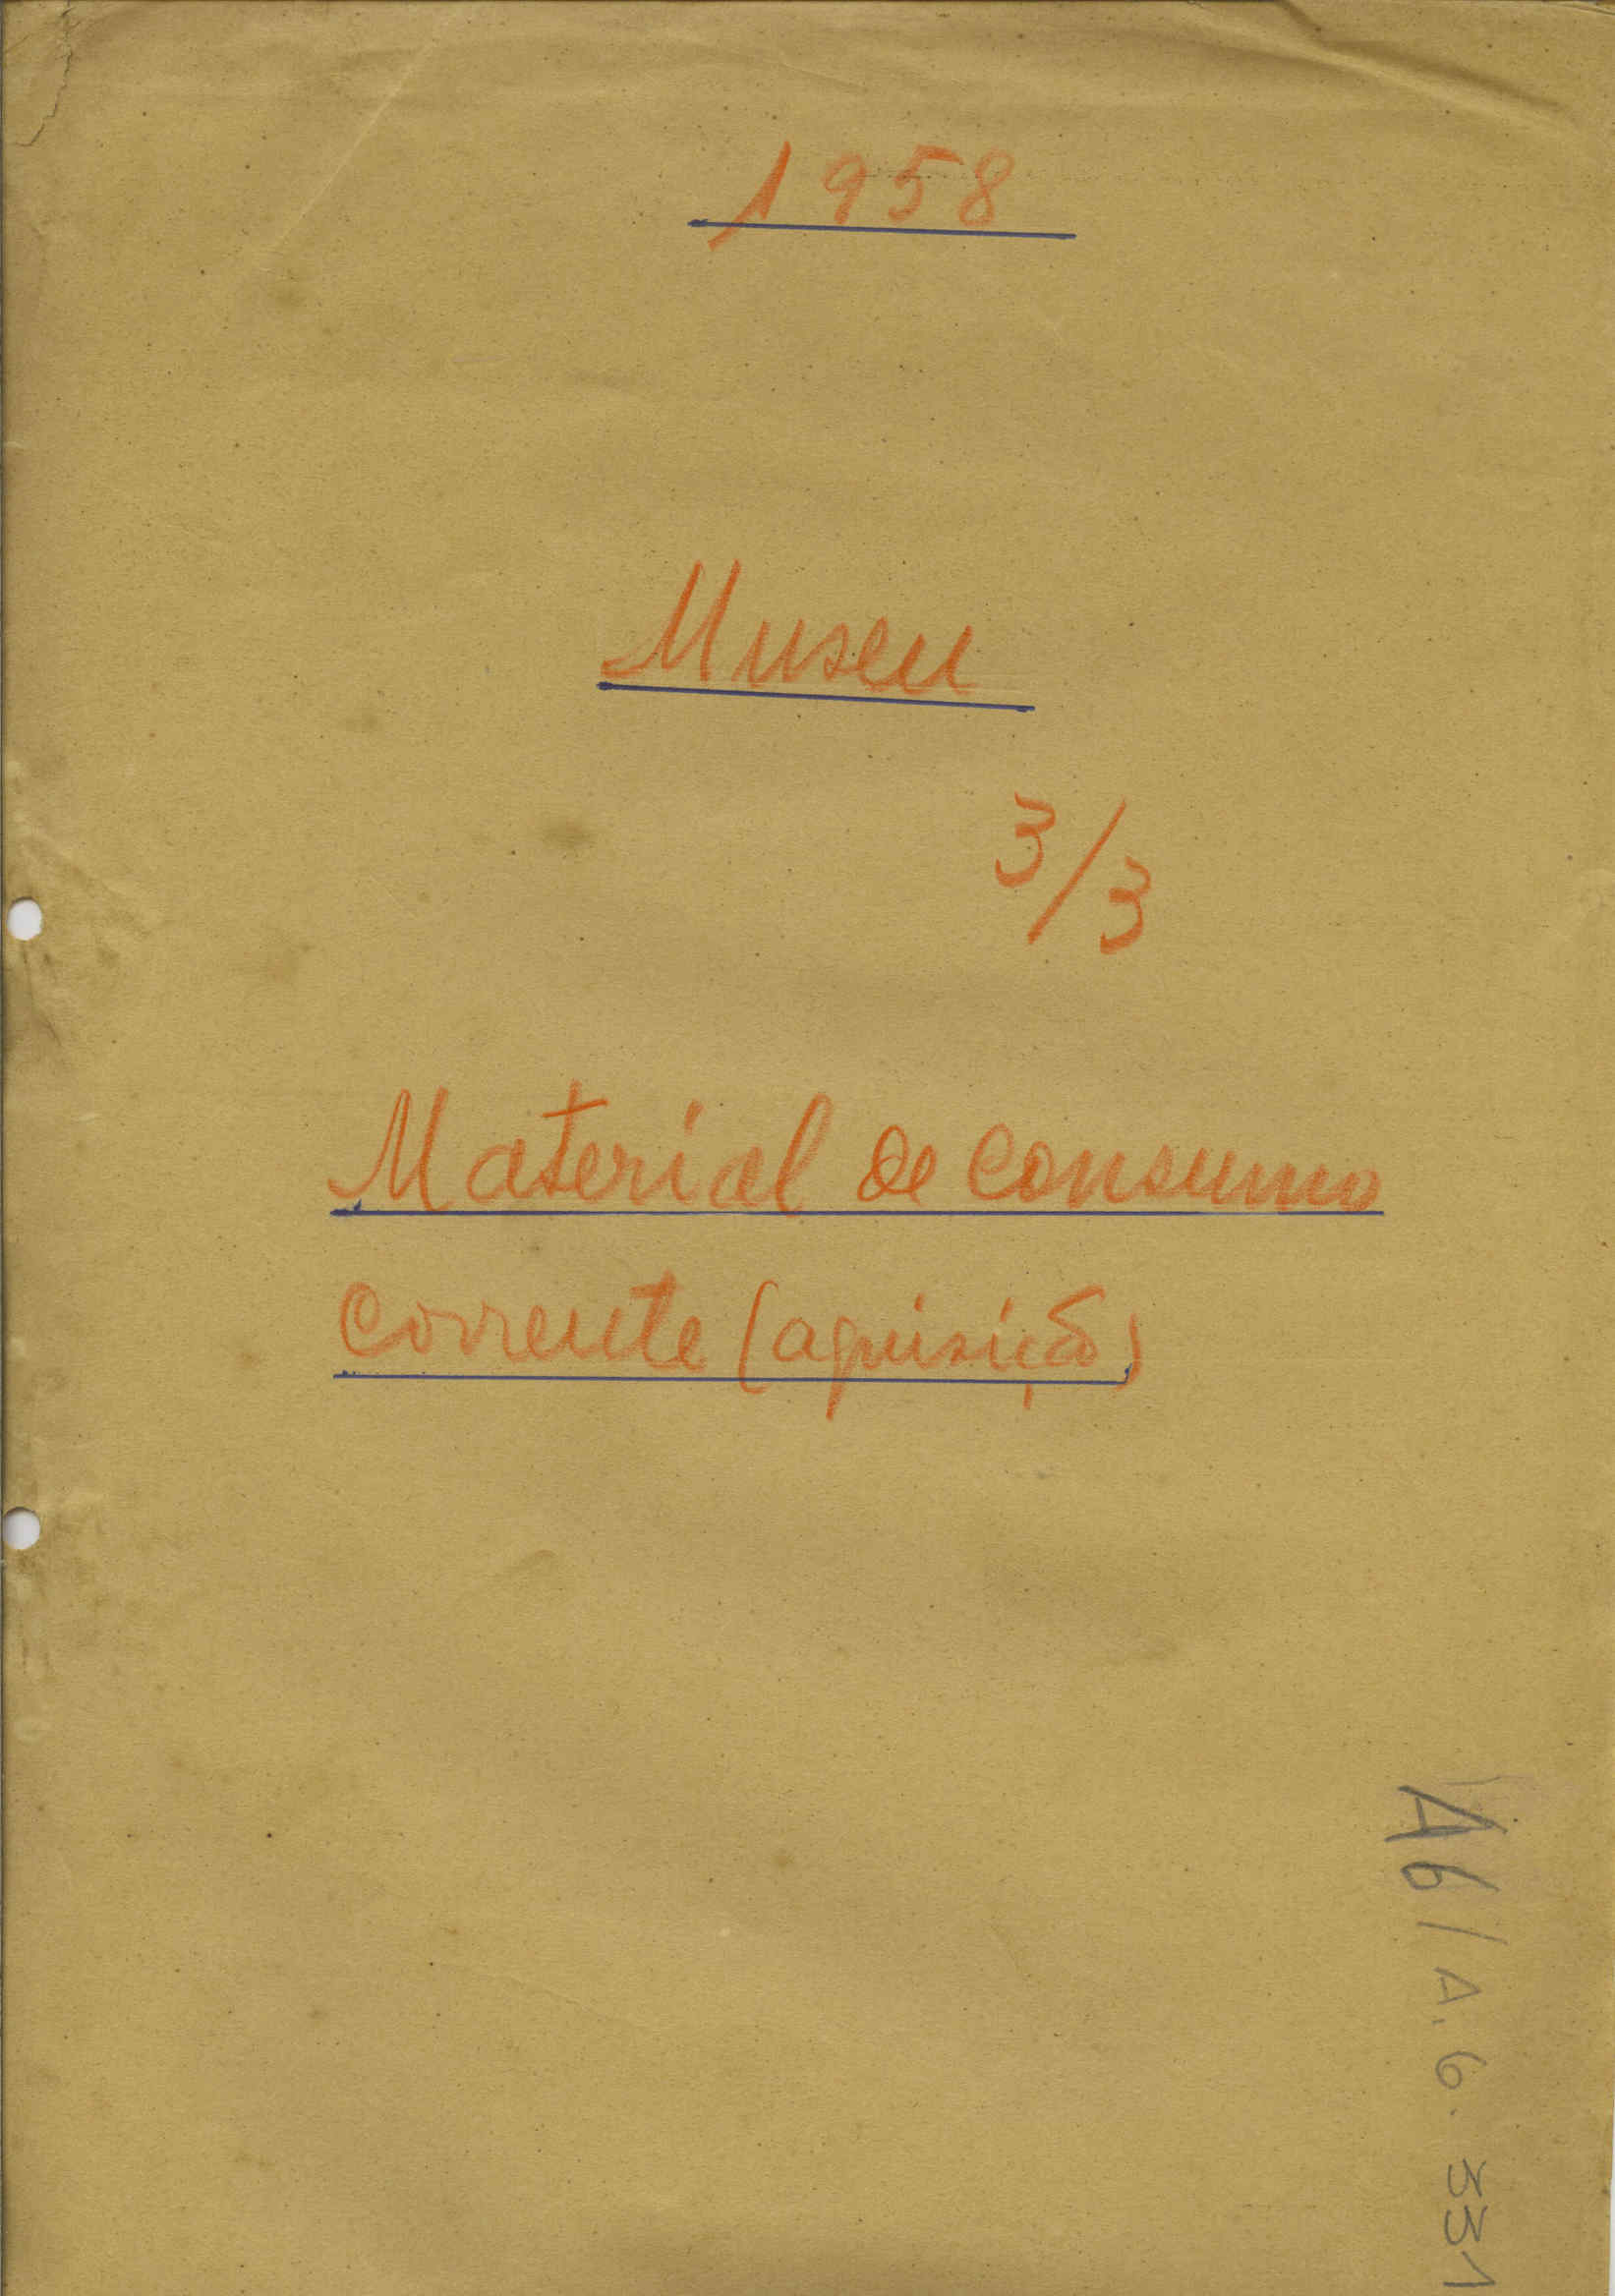 1958
Museu
3/3
Material de consumo
corrente (aquisição)
A6/A.6.331